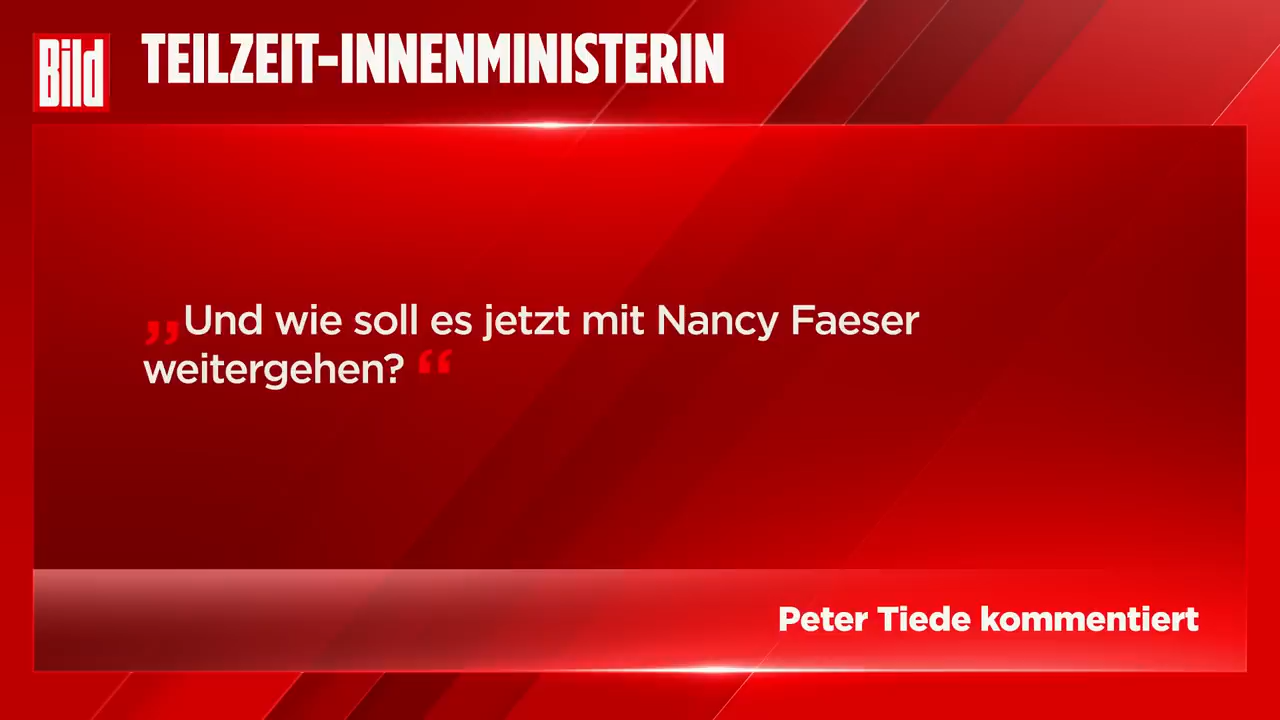 Bild
TEILZEIT-INNENMINISTERIN
„Und wie soll es jetzt mit Nancy Faeser
weitergehen? “
Peter Tiede kommentiert